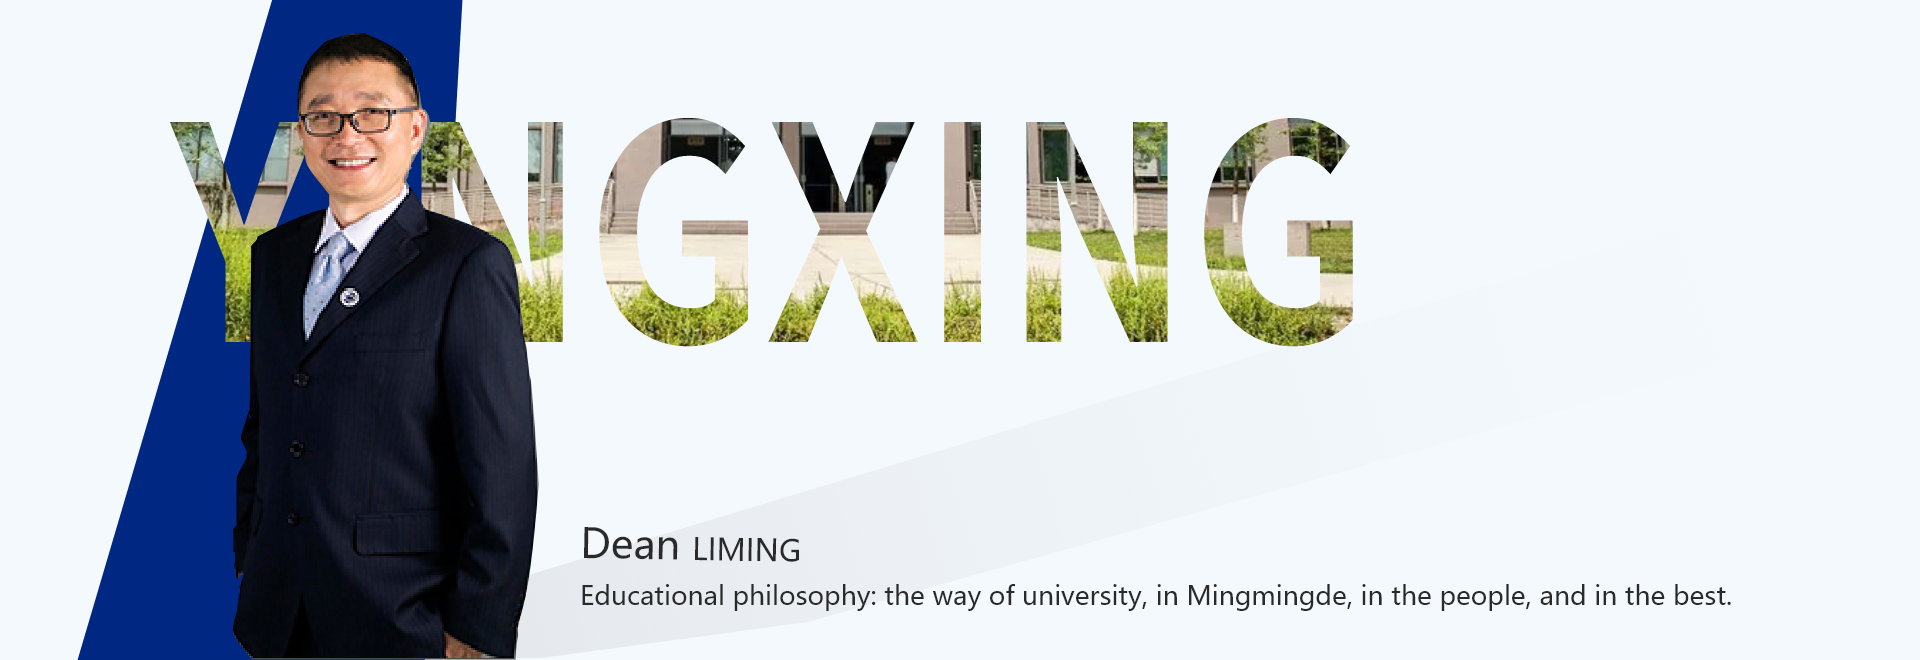 YINGXING
Dean LIMING
Educational philosophy: the way of university, in Mingmingde, in the people, and in the best.